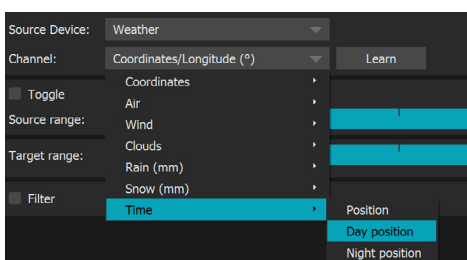 Source Device: Weather
Channel: Coordinates/Longitude (°) Learn
Coordinates
Toggle
Air
Source range:
Wind
Clouds
Target range:
Rain (mm)
Snow (mm)
Filter
Time Position
Day position
Night position